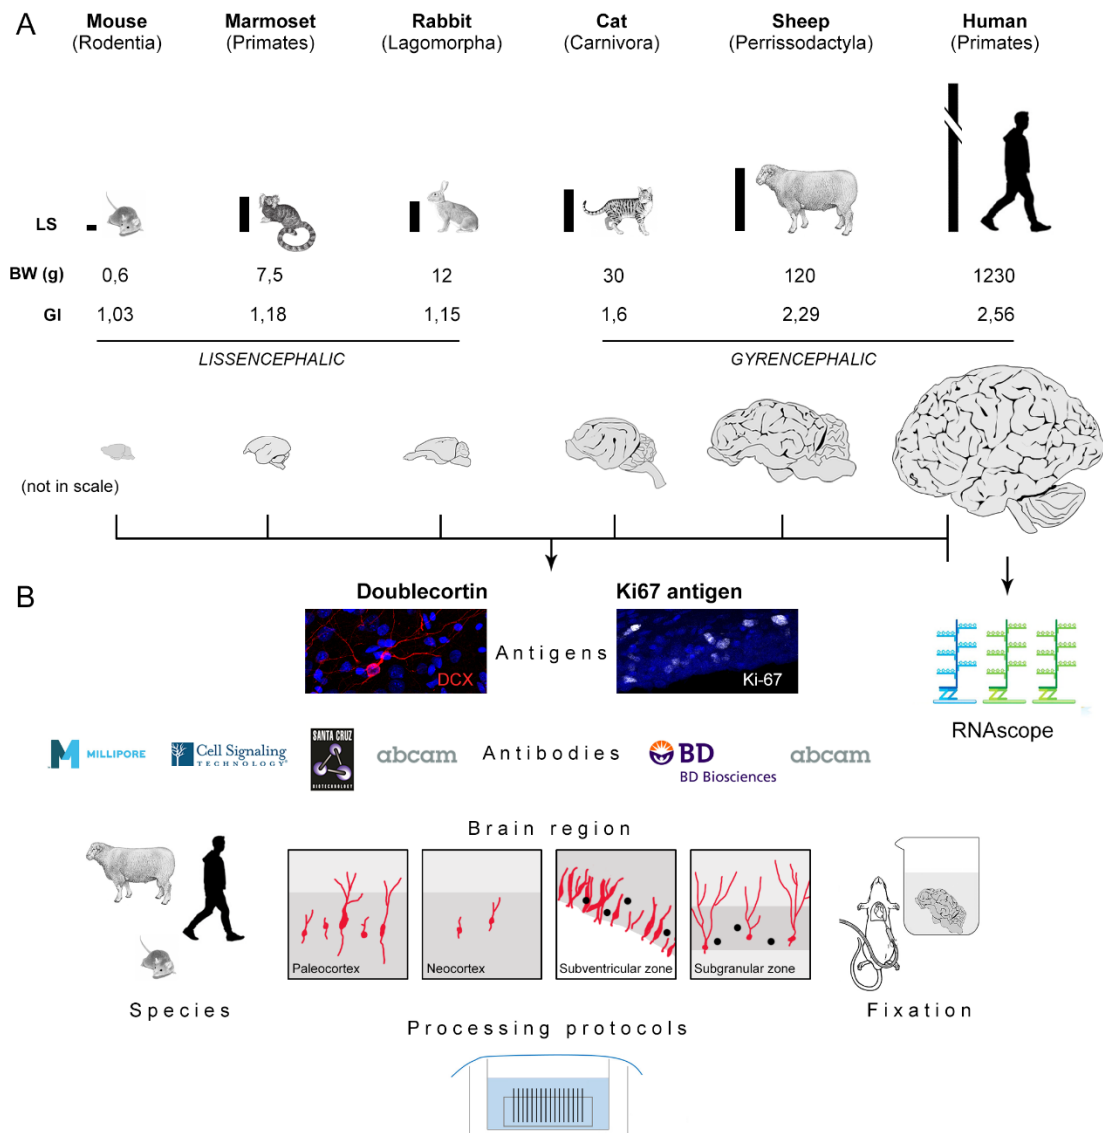 A
Mouse
(Rodentia)
Marmoset
(Primates)
Rabbit
(Lagomorpha)
Cat
(Carnivora)
Sheep
(Perrissodactyla)
Human
(Primates)
LS
BW (g) 0,6 7,5 12 30 120 1230
GI 1,03 1,18 1,15 1,6 2,29 2,56
LISSENCEPHALIC GYRENCEPHALIC
(not in scale)
B
Doublecortin Ki67 antigen
Antigens
DCX Ki-67
RNAscope
MILLIPORE
Cell Signaling
TECHNOLOGY®
SANTA CRUZ
BIOTECHNOLOGY
abcam
Antibodies
BD
BD Biosciences
abcam
Brain region
Paleocortex Neocortex Subventricular zone Subgranular zone
Species Fixation
Processing protocols